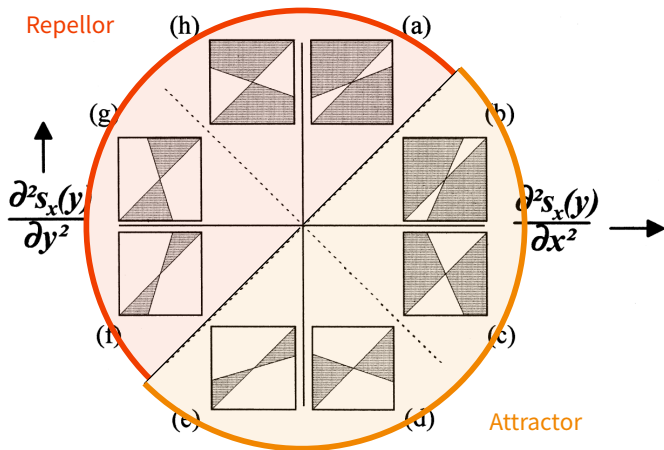 Repellor
(h)
(a)
(g)
(b)
∂²sₓ(y)
∂y²
∂²sₓ(y)
∂x²
(f)
(c)
(e)
(d)
Attractor